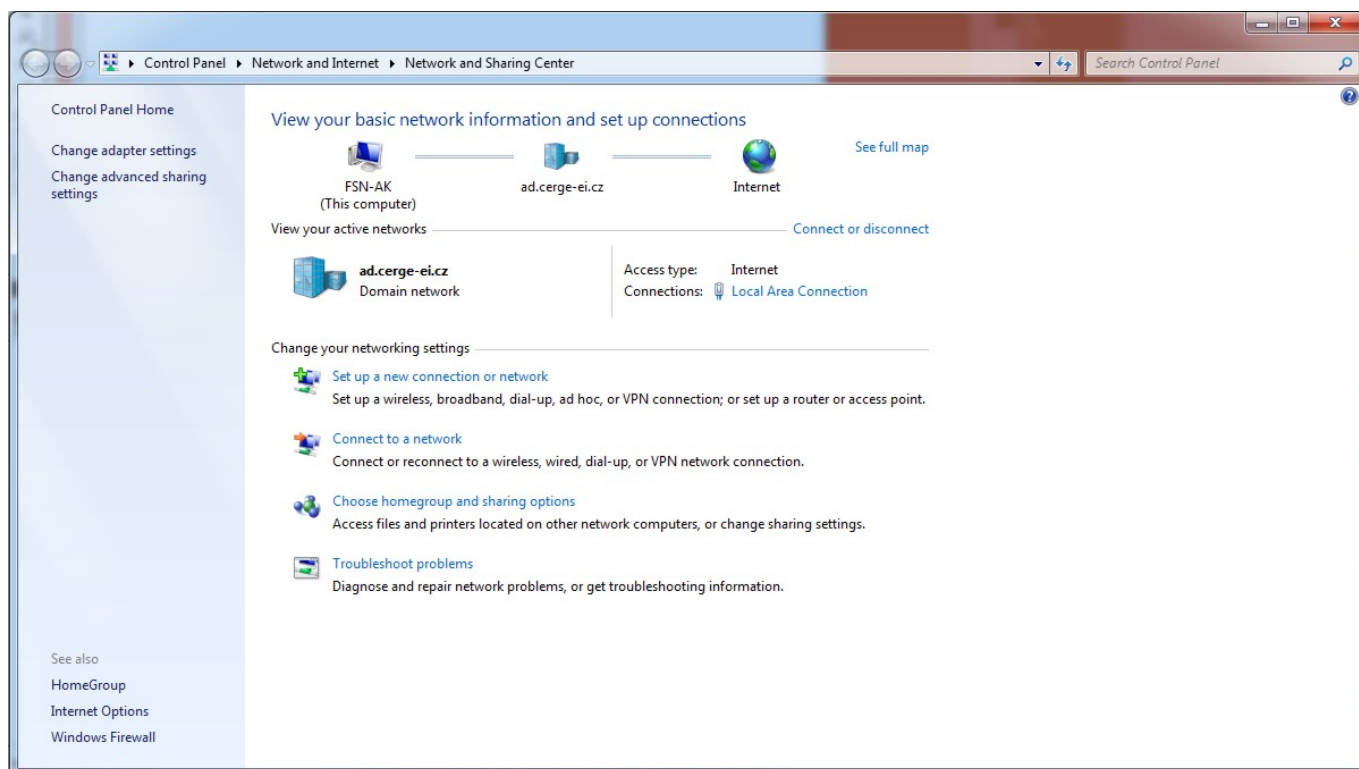 Control Panel Network and Internet Network and Sharing Center
Search Control Panel
Control Panel Home
Change adapter settings
Change advanced sharing
settings
View your basic network information and set up connections
See full map
FSN-AK
(This computer)
ad.cerge-ei.cz
Internet
View your active networks
Connect or disconnect
ad.cerge-ei.cz
Domain network
Access type: Internet
Connections: Local Area Connection
Change your networking settings
Set up a new connection or network
Set up a wireless, broadband, dial-up, ad hoc, or VPN connection; or set up a router or access point.
Connect to a network
Connect or reconnect to a wireless, wired, dial-up, or VPN network connection.
Choose homegroup and sharing options
Access files and printers located on other network computers, or change sharing settings.
Troubleshoot problems
Diagnose and repair network problems, or get troubleshooting information.
See also
HomeGroup
Internet Options
Windows Firewall